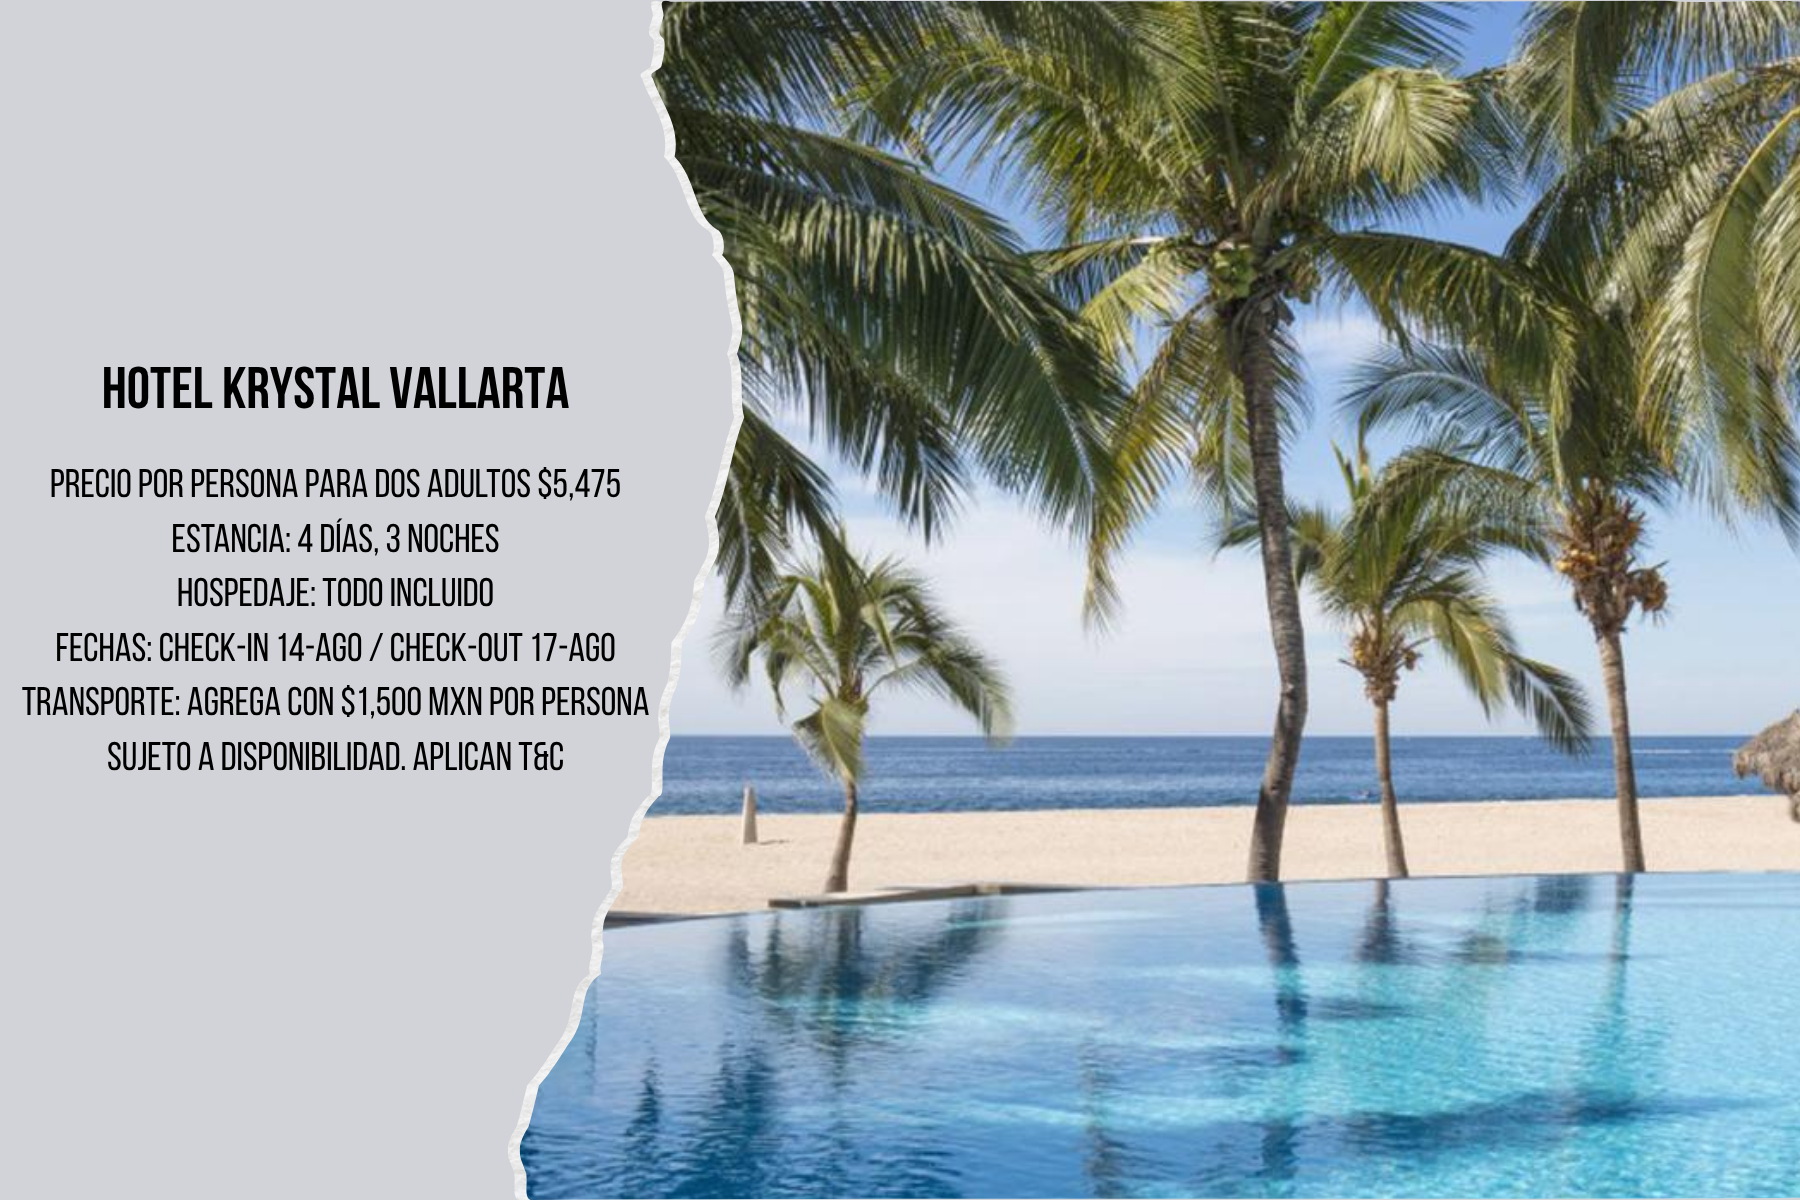 HOTEL KRYSTAL VALLARTA
PRECIO POR PERSONA PARA DOS ADULTOS $5,475
ESTANCIA: 4 DÍAS, 3 NOCHES
HOSPEDAJE: TODO INCLUIDO
FECHAS: CHECK-IN 14-AGO / CHECK-OUT 17-AGO
TRANSPORTE: AGREGA CON $1,500 MXN POR PERSONA
SUJETO A DISPONIBILIDAD. APLICAN T&C